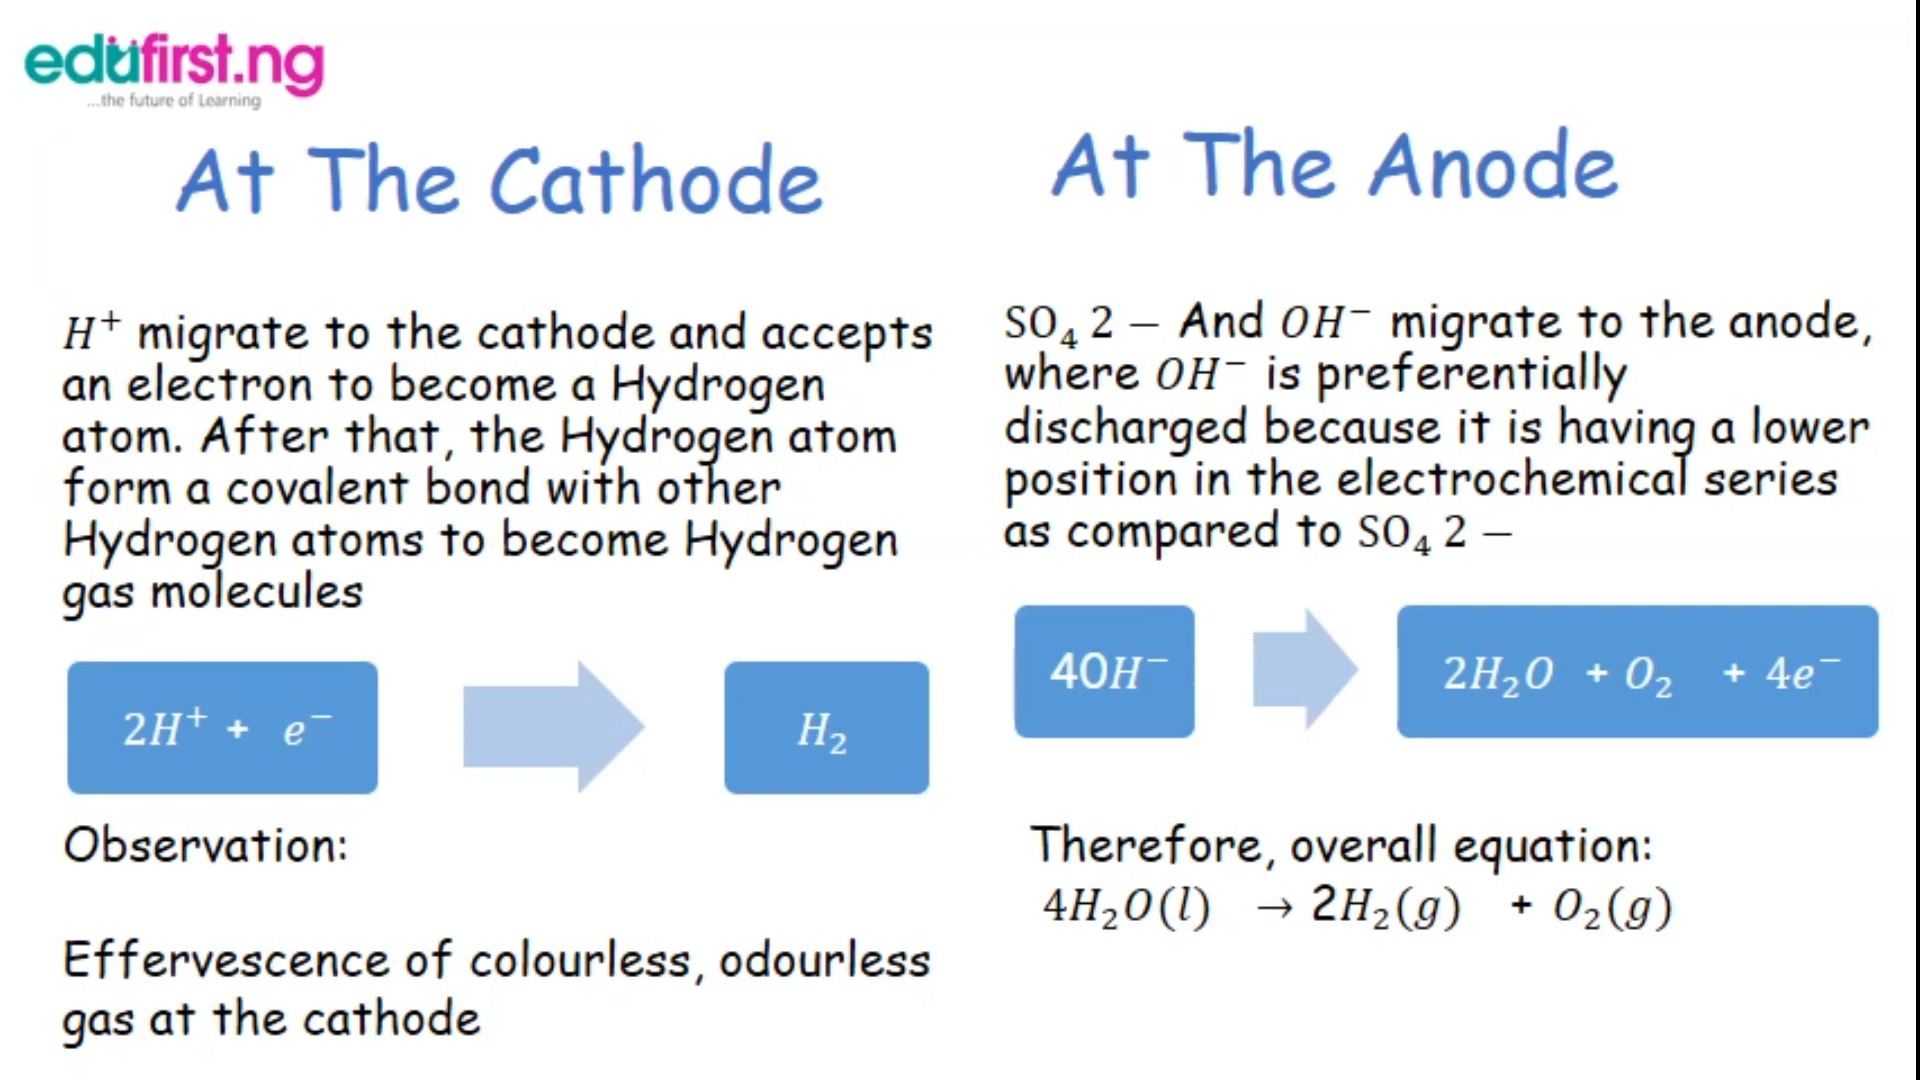 edufirst.ng
...the future of Learning
At The Cathode
H⁺ migrate to the cathode and accepts
an electron to become a Hydrogen
atom. After that, the Hydrogen atom
form a covalent bond with other
Hydrogen atoms to become Hydrogen
gas molecules
2H⁺ + e⁻
H₂
Observation:
Effervescence of colourless, odourless
gas at the cathode
At The Anode
SO₄ 2 − And OH⁻ migrate to the anode,
where OH⁻ is preferentially
discharged because it is having a lower
position in the electrochemical series
as compared to SO₄ 2 −
4OH⁻
2H₂O + O₂ + 4e⁻
Therefore, overall equation:
4H₂O(l) → 2H₂(g) + O₂(g)